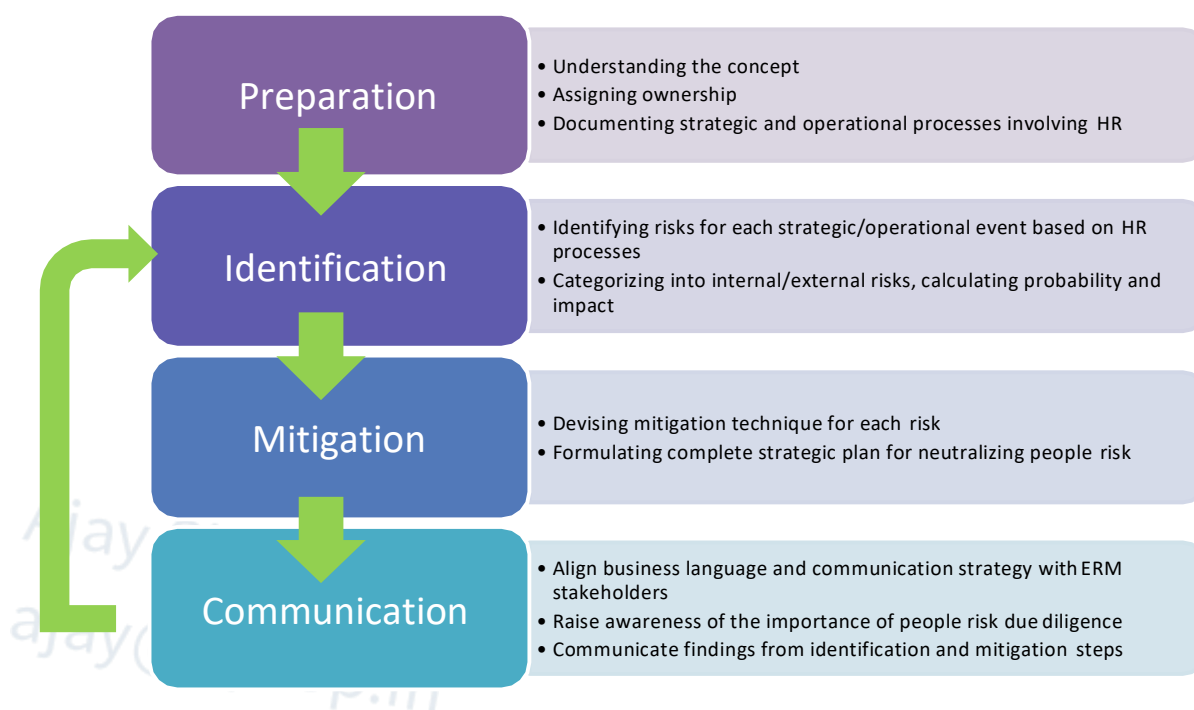 Preparation
• Understanding the concept
• Assigning ownership
• Documenting strategic and operational processes involving HR
Identification
• Identifying risks for each strategic/operational event based on HR
processes
• Categorizing into internal/external risks, calculating probability and
impact
Mitigation
• Devising mitigation technique for each risk
• Formulating complete strategic plan for neutralizing people risk
Communication
• Align business language and communication strategy with ERM
stakeholders
• Raise awareness of the importance of people risk due diligence
• Communicate findings from identification and mitigation steps
Ajay